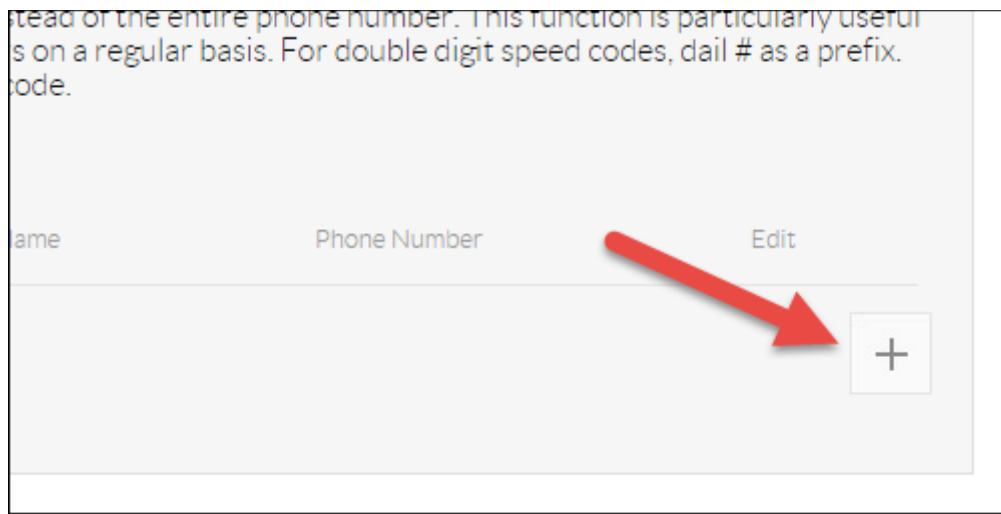 stead of the entire phone number. This function is particularly useful
s on a regular basis. For double digit speed codes, dail # as a prefix.
code.
ame Phone Number Edit
+